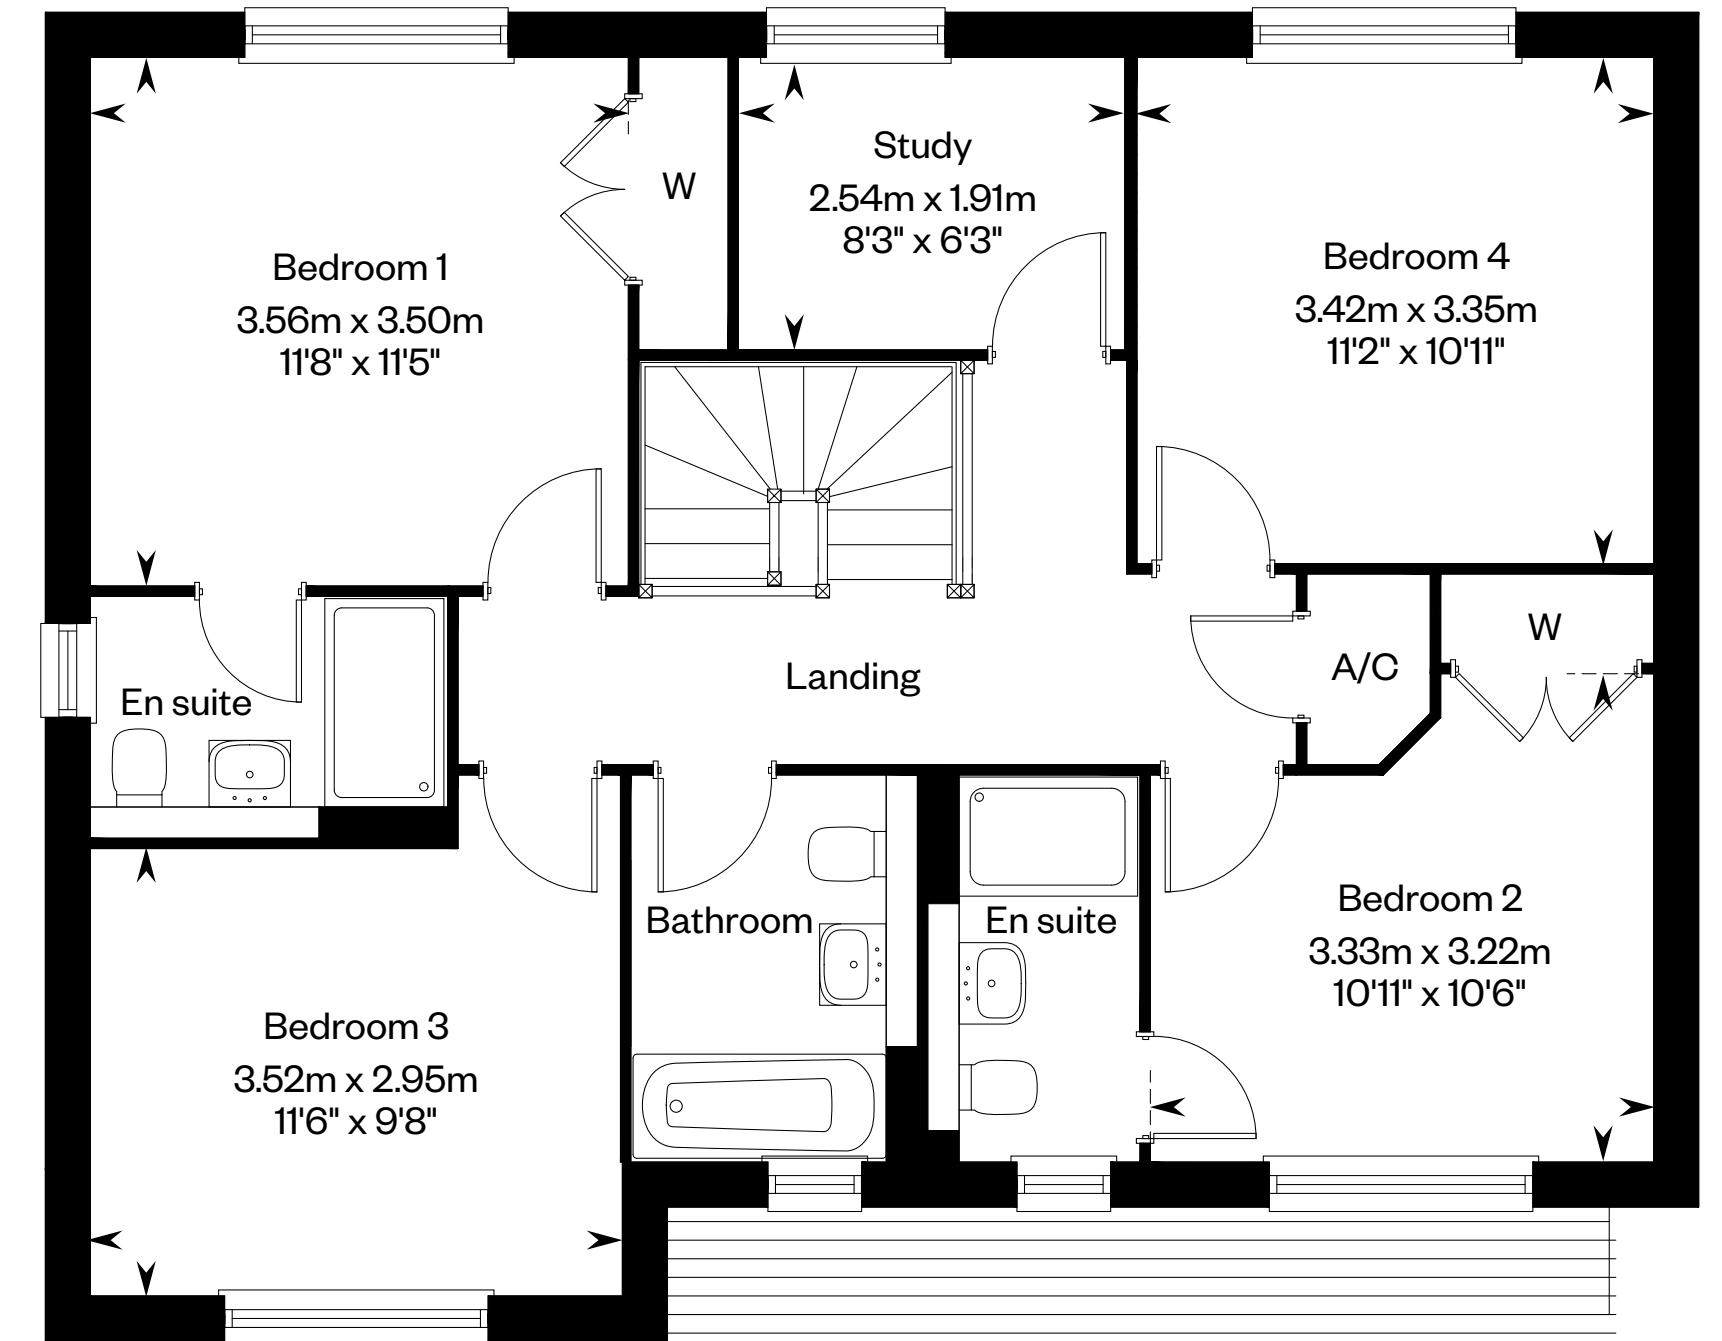 Study
2.54m x 1.91m
8'3" x 6'3"
W
Bedroom 1
3.56m x 3.50m
11'8" x 11'5"
Bedroom 4
3.42m x 3.35m
11'2" x 10'11"
W
A/C
Landing
En suite
Bathroom
En suite
Bedroom 2
3.33m x 3.22m
10'11" x 10'6"
Bedroom 3
3.52m x 2.95m
11'6" x 9'8"